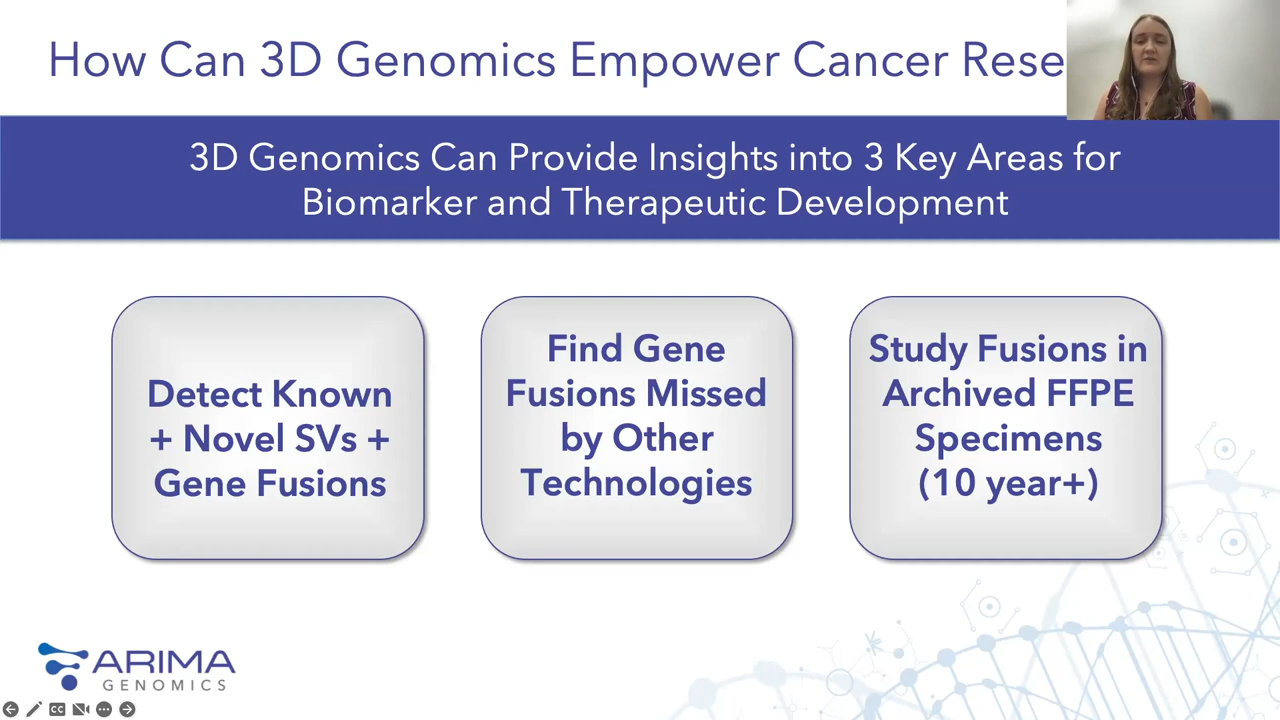 How Can 3D Genomics Empower Cancer Rese
3D Genomics Can Provide Insights into 3 Key Areas for
Biomarker and Therapeutic Development
Detect Known
+ Novel SVs +
Gene Fusions
Find Gene
Fusions Missed
by Other
Technologies
Study Fusions in
Archived FFPE
Specimens
(10 year+)
ARIMA
GENOMICS
CC